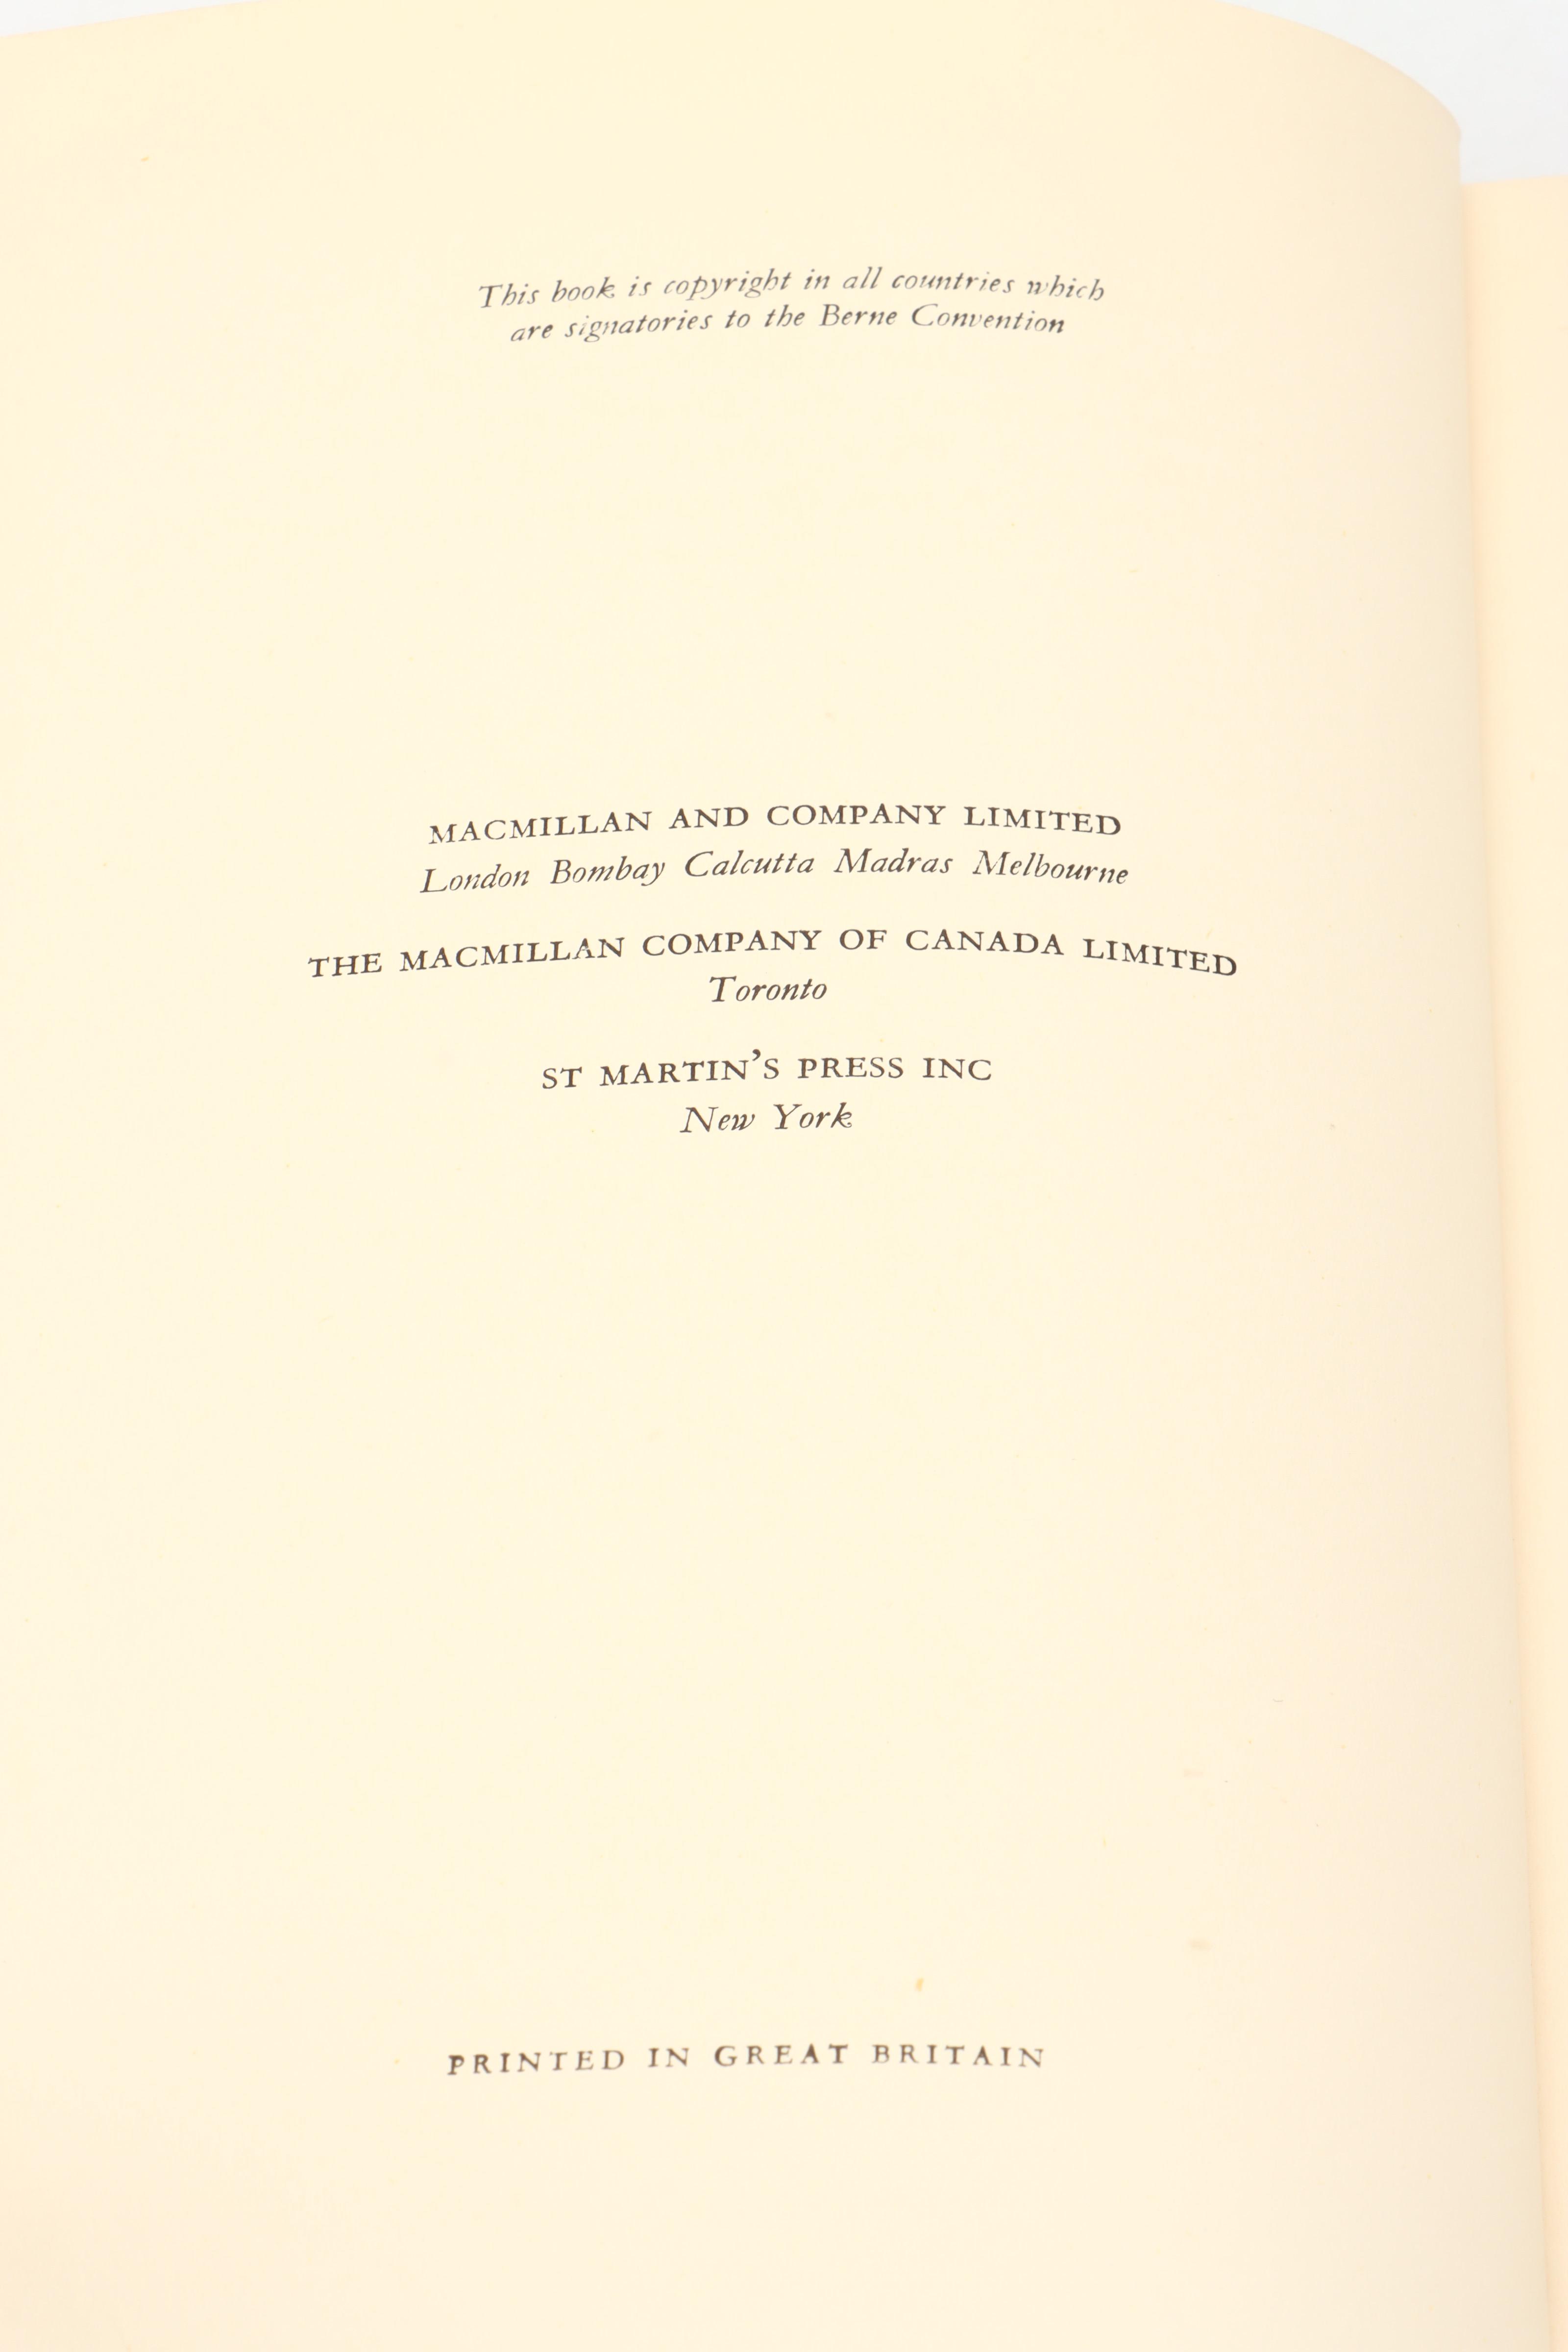 This book is copyright in all countries which
are signatories to the Berne Convention
MACMILLAN AND COMPANY LIMITED
London Bombay Calcutta Madras Melbourne
THE MACMILLAN COMPANY OF CANADA LIMITED
Toronto
ST MARTIN'S PRESS INC
New York
PRINTED IN GREAT BRITAIN